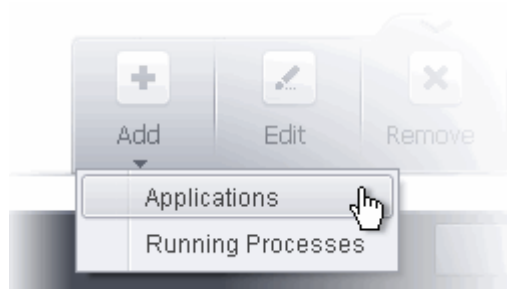 Add Edit Remove
Applications
Running Processes